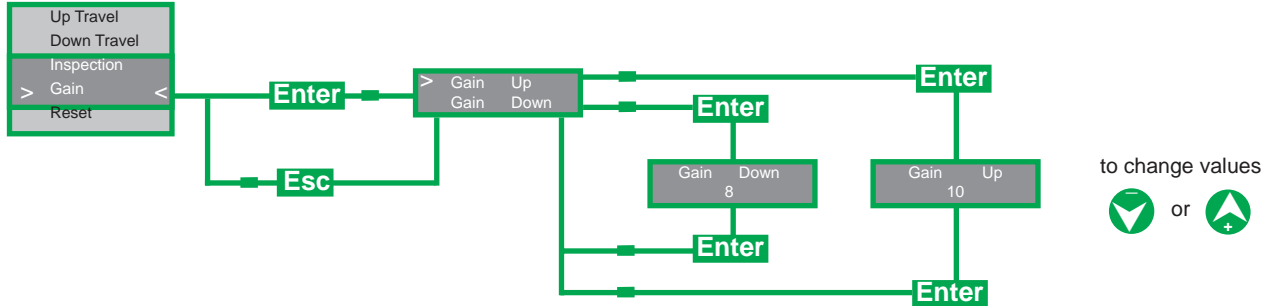 Up Travel
Down Travel
Inspection
> Gain <
Reset
Enter
Esc
> Gain Up
Gain Down
Enter
Gain Down
8
Enter
Enter
Gain Up
10
Enter
to change values
− or +